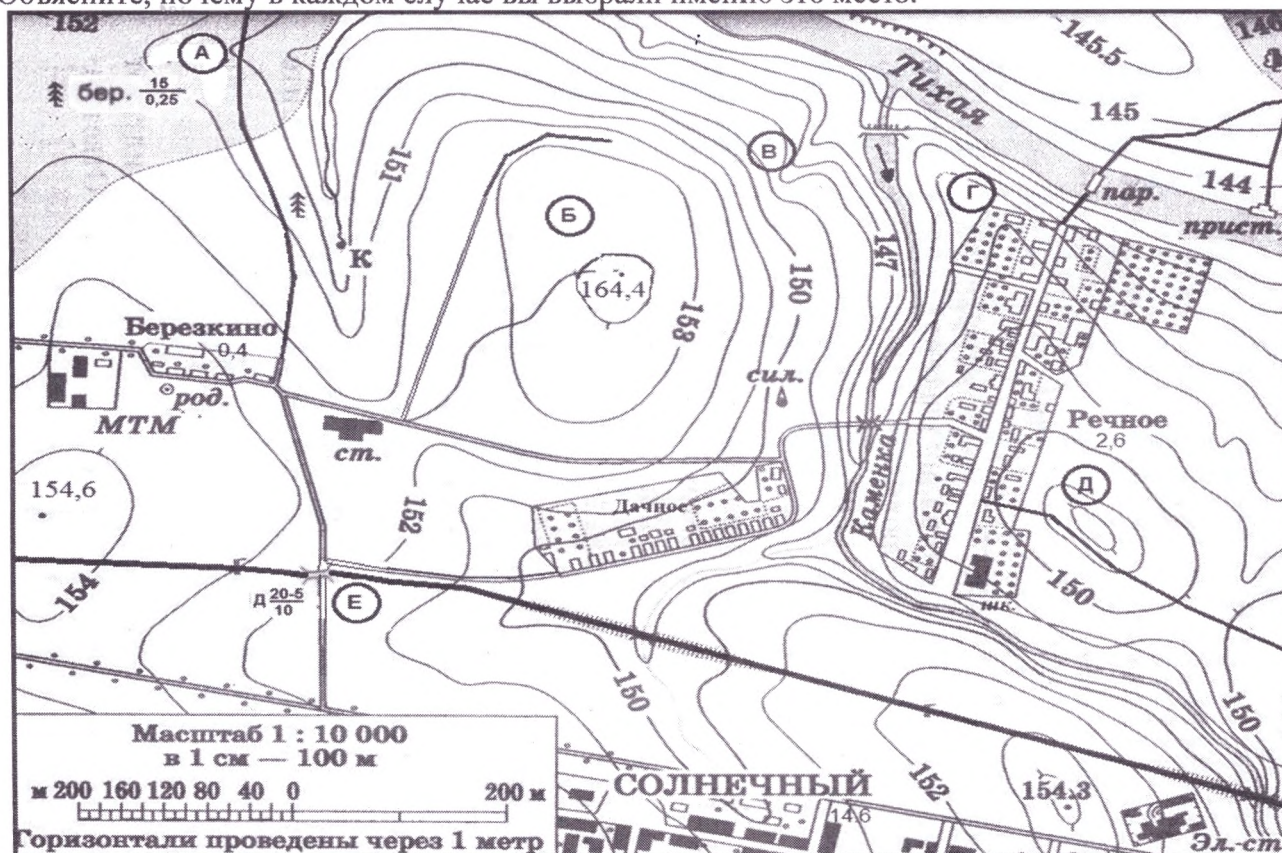 Объясните, почему в каждом случае вы выбрали именно это место.
152
А
бер. 15
0,25
145.5
Тихая
145
144
пар.
прист.
В
Б
Г
151
К
147
150
164,4
158
Березкино
0,4
род.
МТМ
ст.
сил.
Речное
2,6
Каменка
Д
154,6
152
Дачное
154
Д 20-5
10
Е
150
шк.
150
150
Масштаб 1 : 10 000
в 1 см — 100 м
м 200 160 120 80 40 0 200 м
Горизонтали проведены через 1 метр
СОЛНЕЧНЫЙ
14,6
152
154.3
Эл.-ст